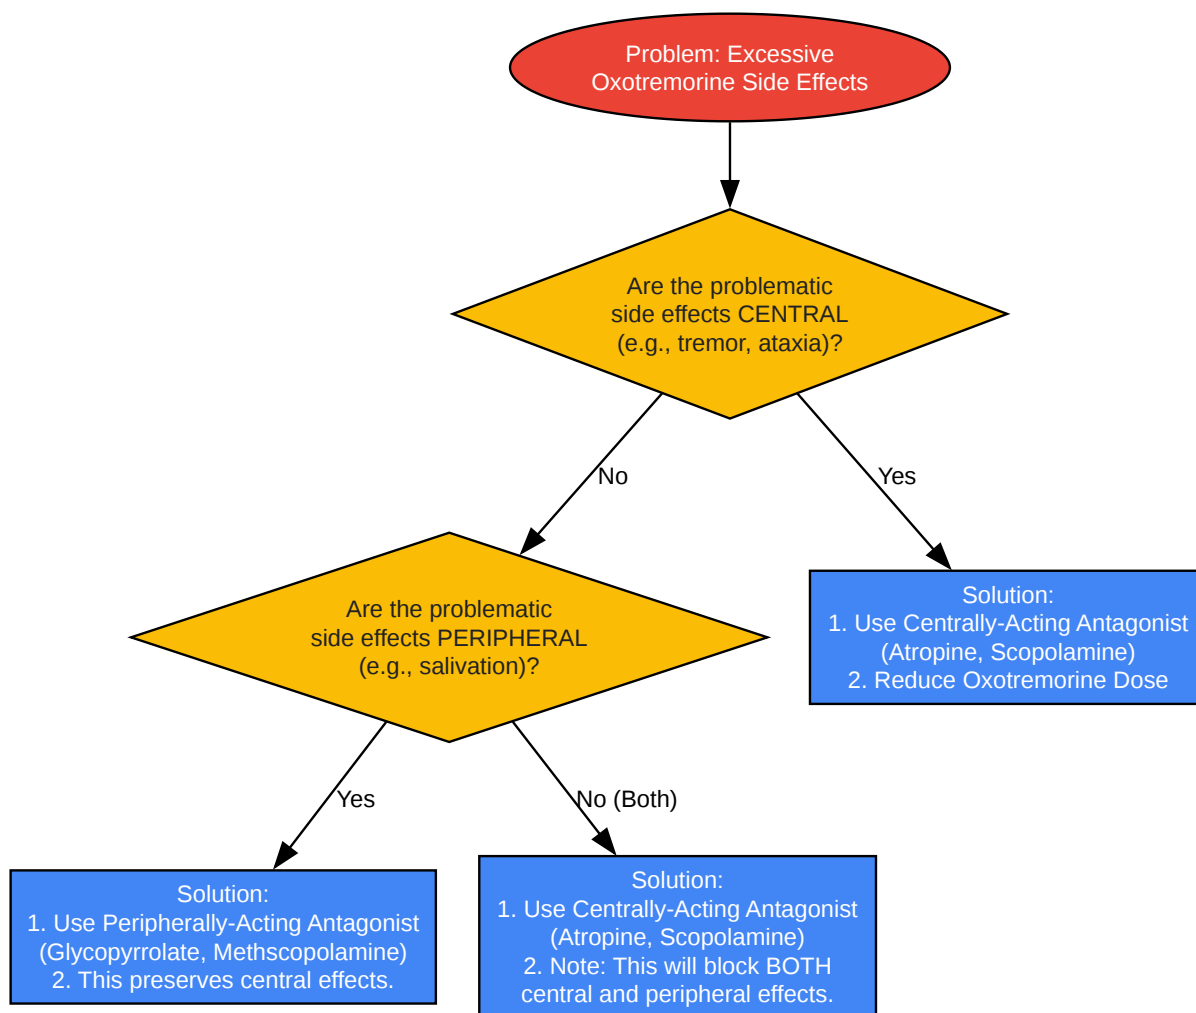 Problem: Excessive
Oxotremorine Side Effects
Are the problematic
side effects CENTRAL
(e.g., tremor, ataxia)?
No
Yes
Are the problematic
side effects PERIPHERAL
(e.g., salivation)?
Solution:
1. Use Centrally-Acting Antagonist
(Atropine, Scopolamine)
2. Reduce Oxotremorine Dose
Yes
No (Both)
Solution:
1. Use Peripherally-Acting Antagonist
(Glycopyrrolate, Methscopolamine)
2. This preserves central effects.
Solution:
1. Use Centrally-Acting Antagonist
(Atropine, Scopolamine)
2. Note: This will block BOTH
central and peripheral effects.